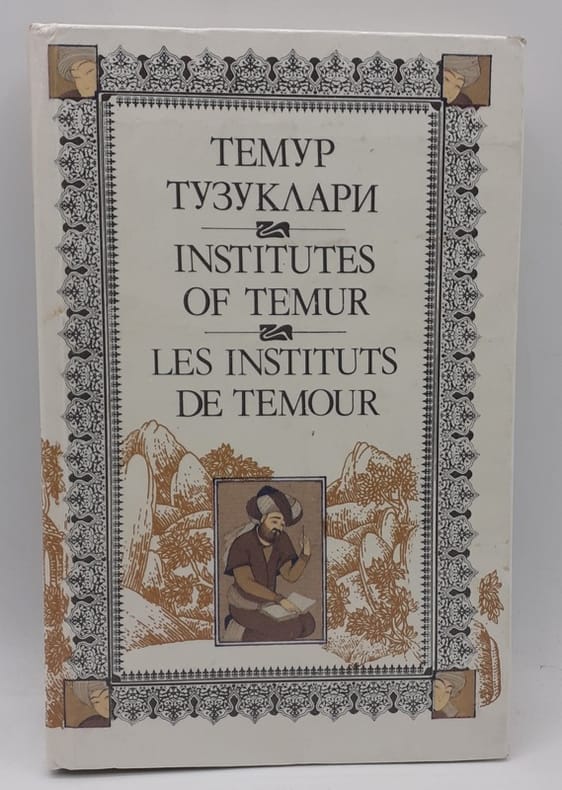 ТЕМУР
ТУЗУКЛАРИ
INSTITUTES
OF TEMUR
LES INSTITUTS
DE TEMOUR